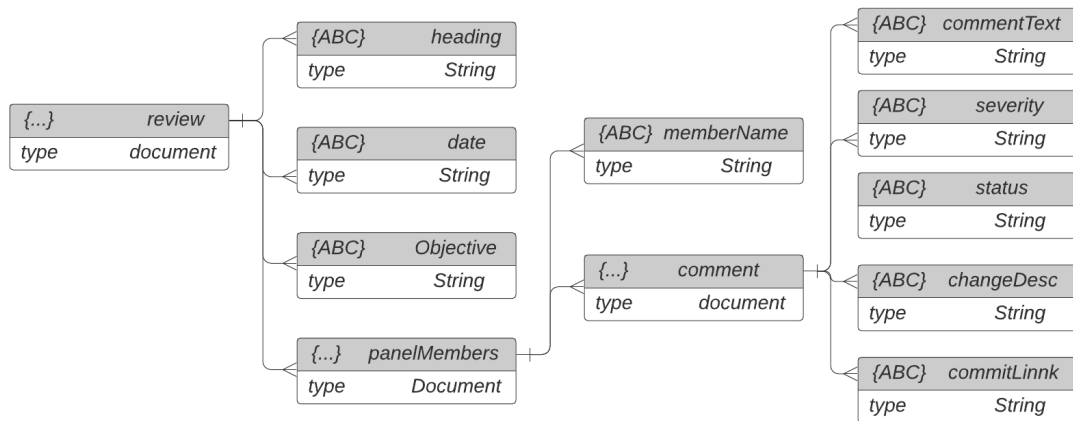 {...} review
type document
{ABC} heading
type String
{ABC} date
type String
{ABC} Objective
type String
{...} panelMembers
type Document
{ABC} memberName
type String
{...} comment
type document
{ABC} commentText
type String
{ABC} severity
type String
{ABC} status
type String
{ABC} changeDesc
type String
{ABC} commitLinnk
type String